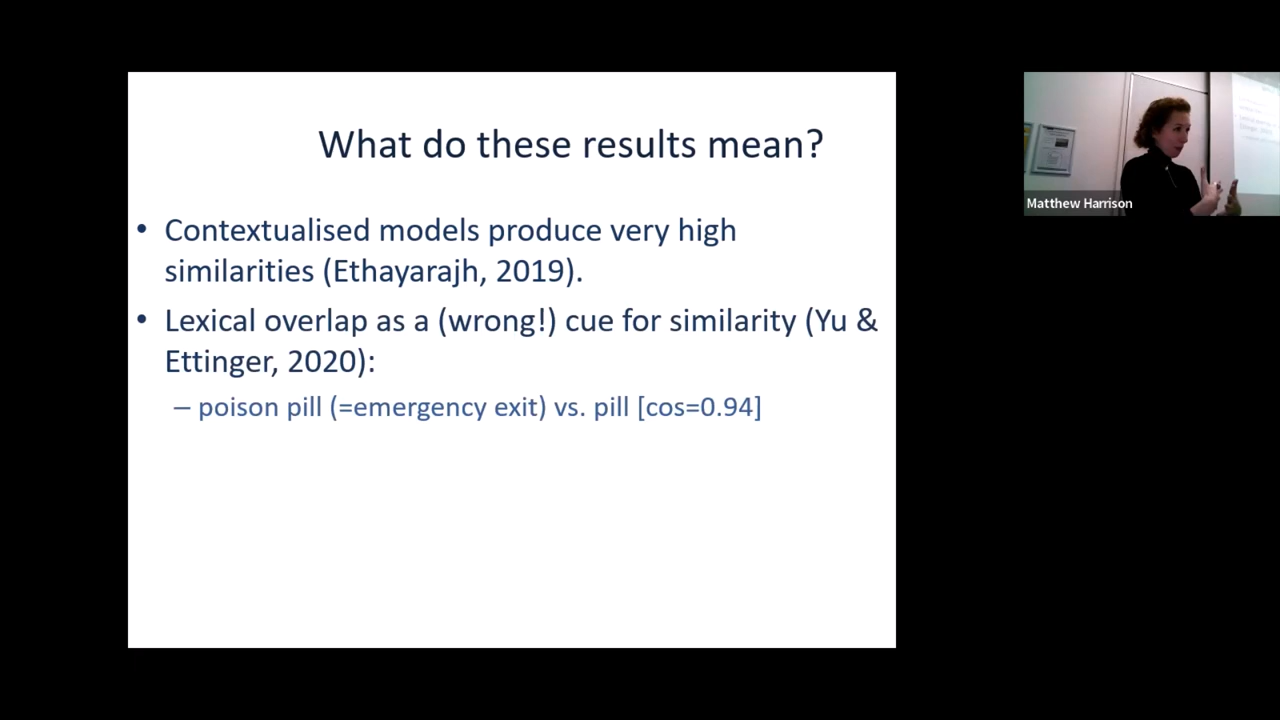 What do these results mean?
• Contextualised models produce very high
similarities (Ethayarajh, 2019).
• Lexical overlap as a (wrong!) cue for similarity (Yu &
Ettinger, 2020):
– poison pill (=emergency exit) vs. pill [cos=0.94]
Matthew Harrison